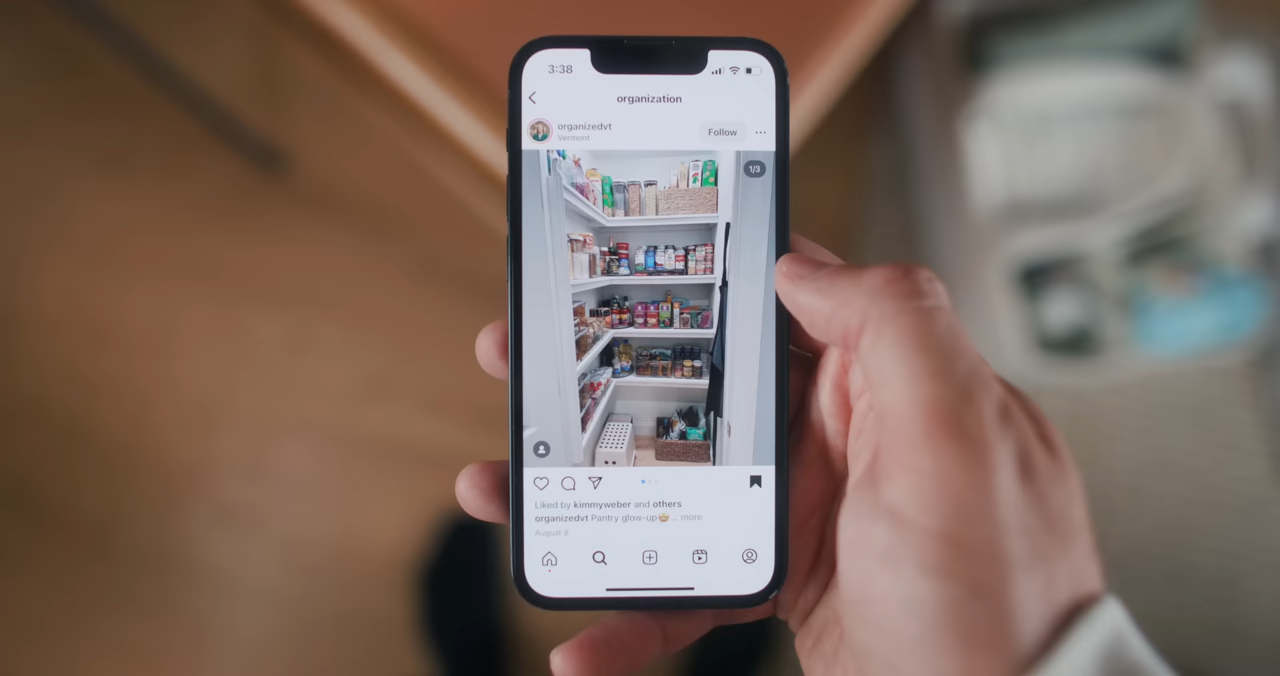 3:38
organization
organizedvt
Vermont
Follow
1/3
Liked by kimmyweber and others
organizedvt Pantry glow-up🤩... more
August 8